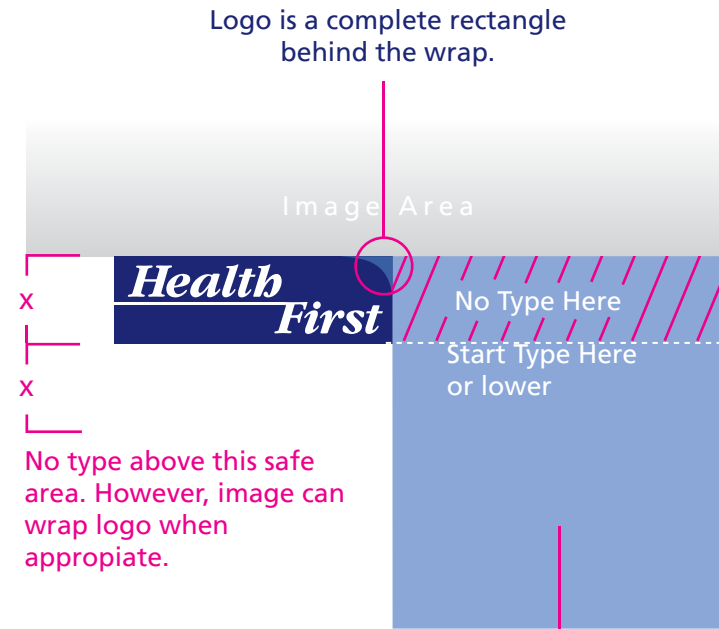 Logo is a complete rectangle
behind the wrap.
Image Area
Health
First
x
No Type Here
Start Type Here
or lower
x
No type above this safe
area. However, image can
wrap logo when
appropiate.